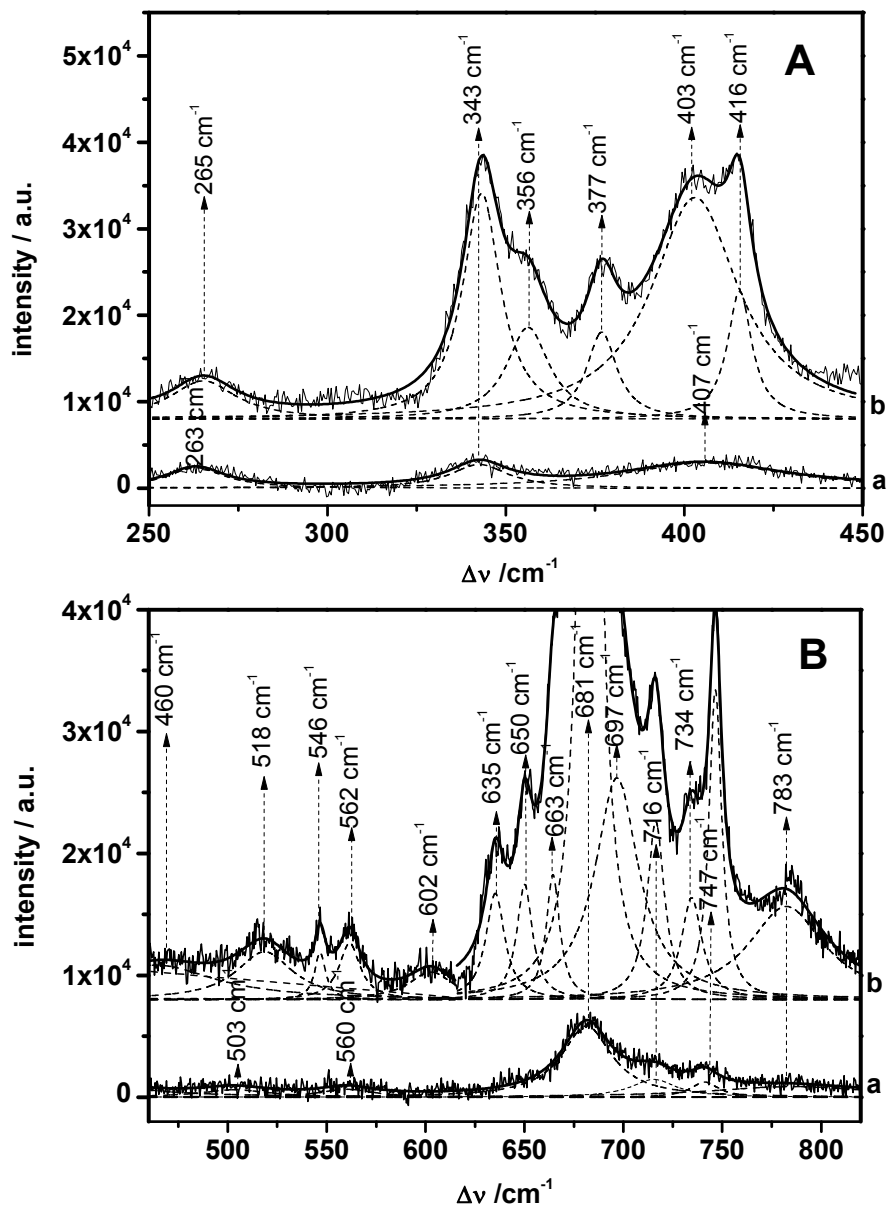 A
5x10⁴
4x10⁴
3x10⁴
2x10⁴
1x10⁴
0
intensity / a.u.
265 cm⁻¹
343 cm⁻¹
356 cm⁻¹
377 cm⁻¹
403 cm⁻¹
416 cm⁻¹
b
263 cm⁻¹
407 cm⁻¹
a
250 300 350 400 450
Δν /cm⁻¹
B
4x10⁴
3x10⁴
2x10⁴
1x10⁴
0
intensity / a.u.
460 cm⁻¹
518 cm⁻¹
546 cm⁻¹
562 cm⁻¹
602 cm⁻¹
635 cm⁻¹
650 cm⁻¹
663 cm⁻¹
681 cm⁻¹
697 cm⁻¹
716 cm⁻¹
734 cm⁻¹
747 cm⁻¹
783 cm⁻¹
b
503 cm⁻¹
560 cm⁻¹
a
500 550 600 650 700 750 800
Δν /cm⁻¹